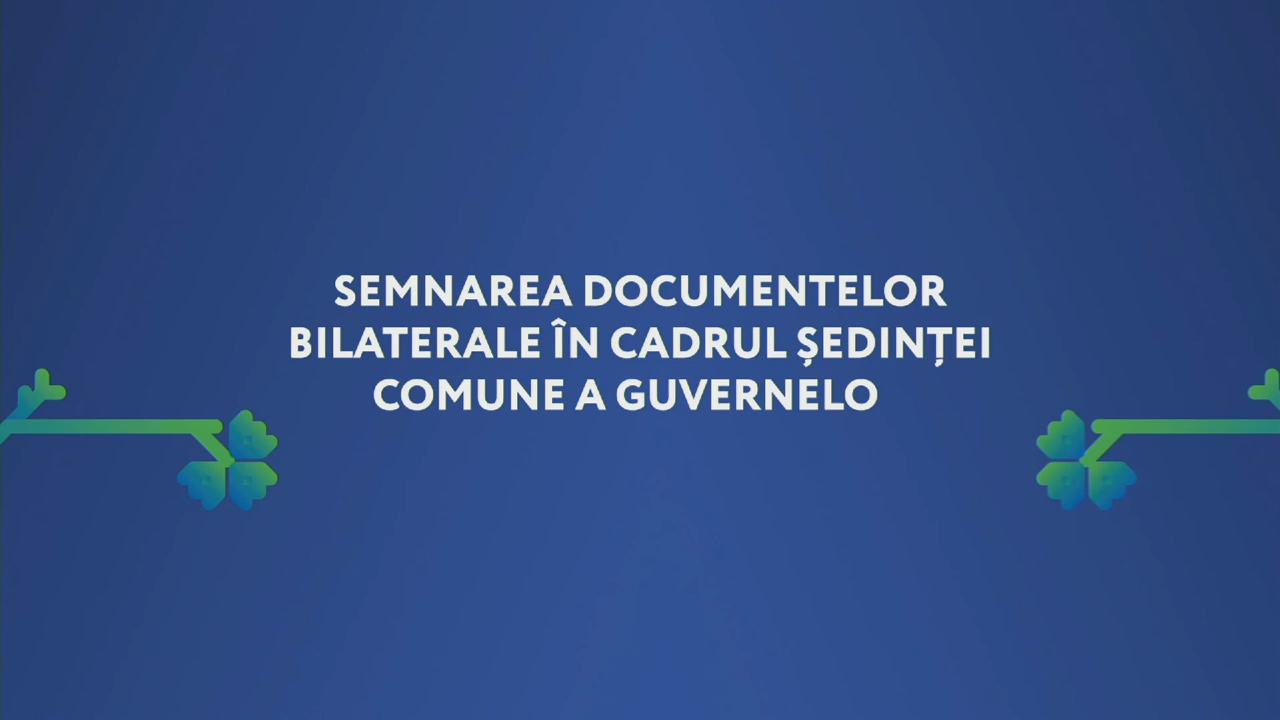 SEMNAREA DOCUMENTELOR
BILATERALE ÎN CADRUL ȘEDINȚEI
COMUNE A GUVERNELO